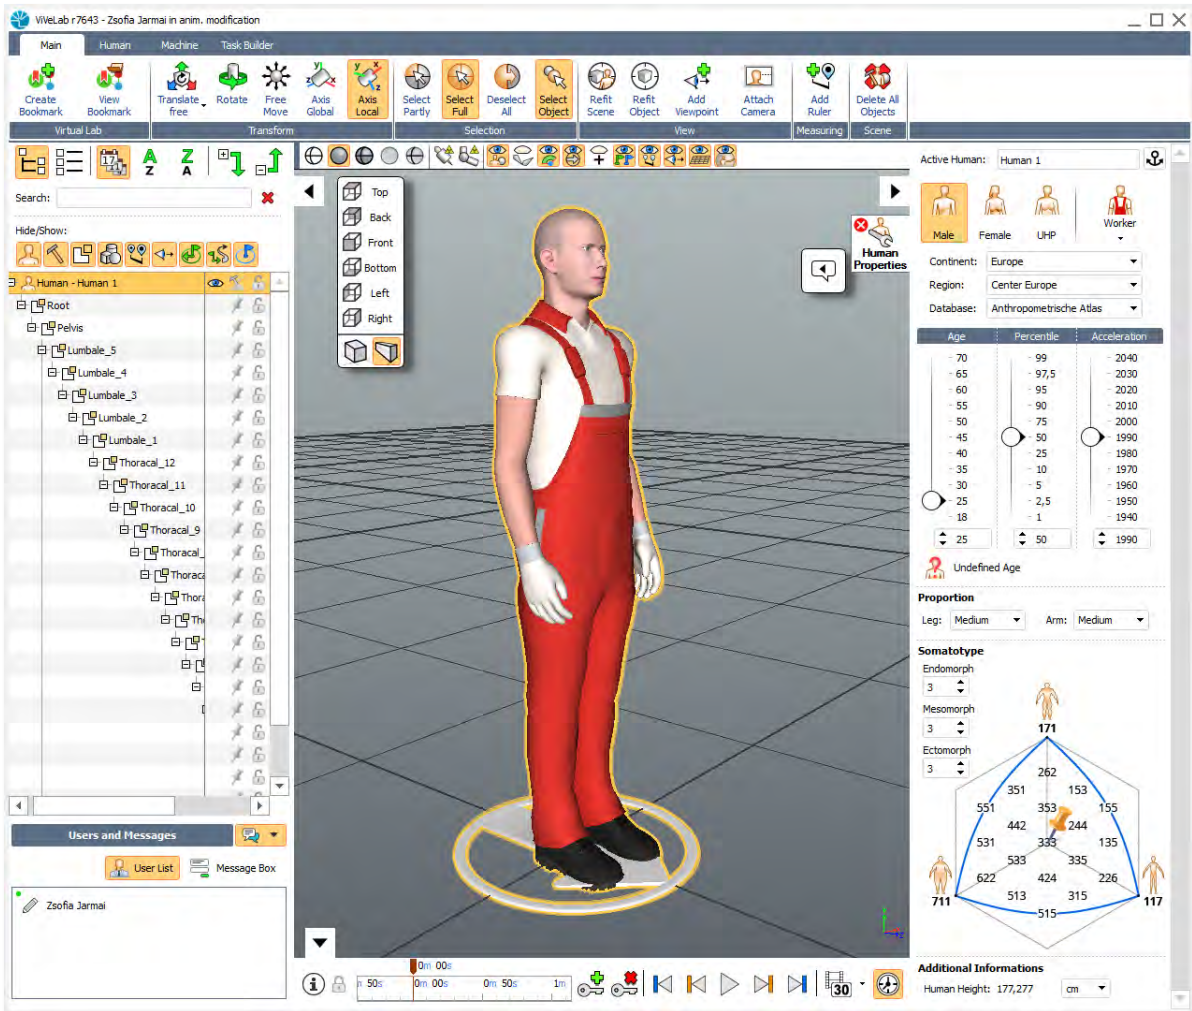 ViVeLab r7643 - Zsofia Jarmai in anim. modification
Main Human Machine Task Builder
Create Bookmark
View Bookmark
Translate free
Rotate
Free Move
Axis Global
Axis Local
Select Partly
Select Full
Deselect All
Select Object
Refit Scene
Refit Object
Add Viewpoint
Attach Camera
Add Ruler
Delete All Objects
Virtual Lab Transform Selection View Measuring Scene
17
A Z
Z A
Search:
Hide/Show:
Human - Human 1
Root
Pelvis
Lumbale_5
Lumbale_4
Lumbale_3
Lumbale_2
Lumbale_1
Thoracal_12
Thoracal_11
Thoracal_10
Thoracal_9
Thoracal_
Thoraca
Thora
Th
Users and Messages
User List Message Box
Zsofia Jarmai
Top
Back
Front
Bottom
Left
Right
Human Properties
0m 00s
50s 0m 00s 0m 50s 1m
30
Active Human: Human 1
Male Female UHP Worker
Continent: Europe
Region: Center Europe
Database: Anthropometrische Atlas
Age Percentile Acceleration
70 99 2040
65 97,5 2030
60 95 2020
55 90 2010
50 75 2000
45 50 1990
40 25 1980
35 10 1970
30 5 1960
25 2,5 1950
18 1 1940
25 50 1990
Undefined Age
Proportion
Leg: Medium Arm: Medium
Somatotype
Endomorph
3
Mesomorph
3
Ectomorph
3
171
262
351 153
551 353 155
442 244
531 333 135
533 335
622 424 226
711 513 315 117
515
Additional Informations
Human Height: 177,277 cm